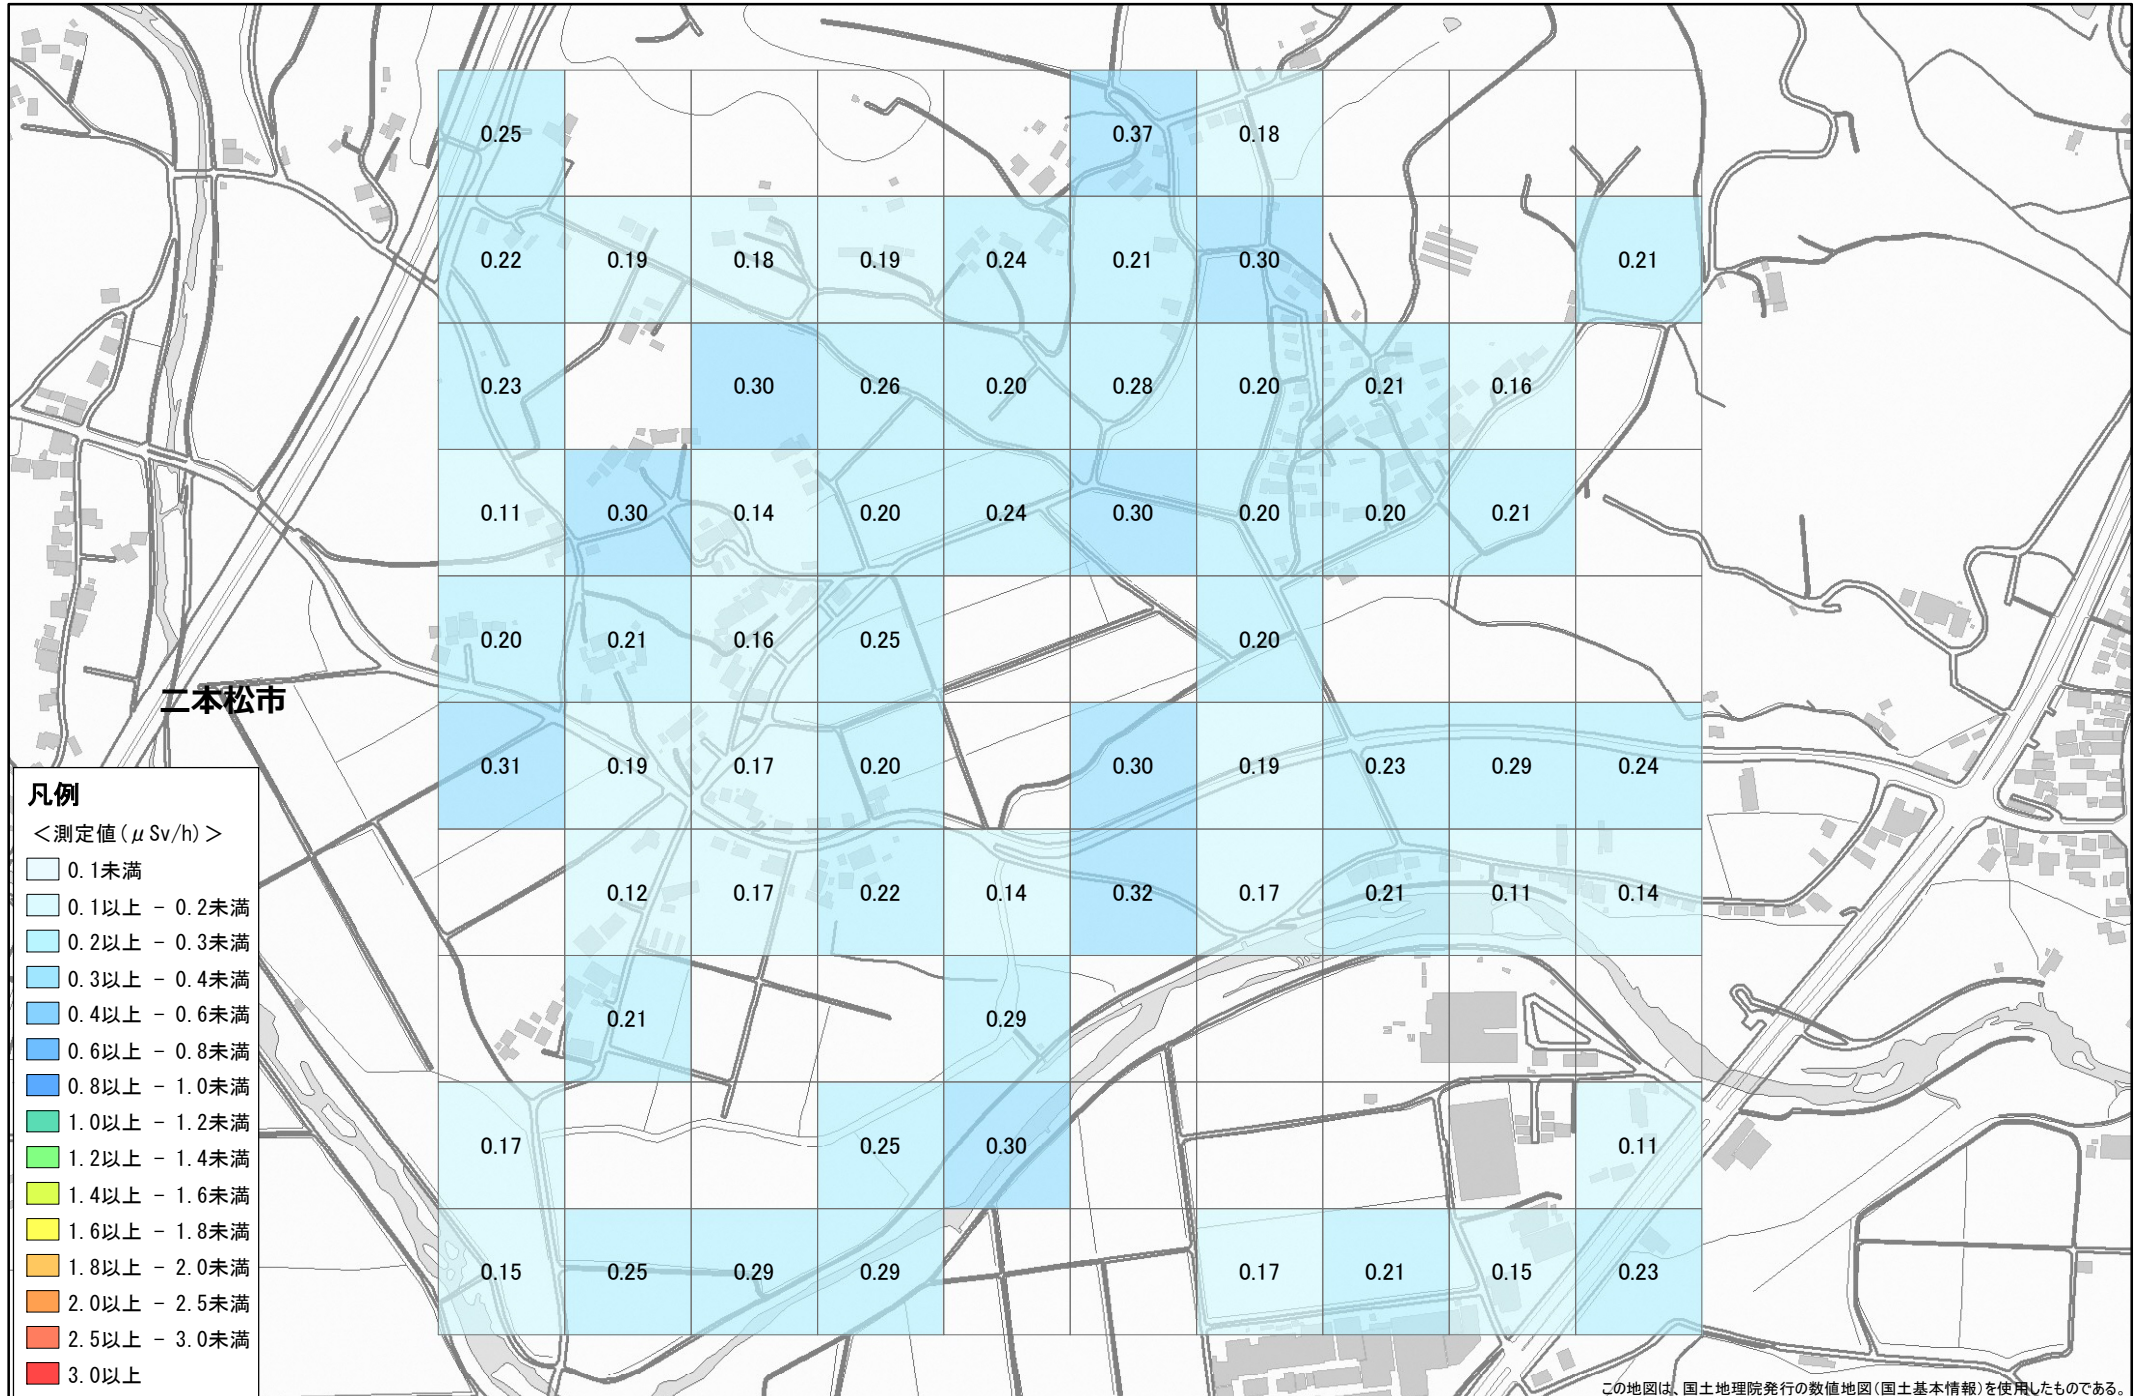 0.25 0.37 0.18
0.22 0.19 0.18 0.19 0.24 0.21 0.30 0.21
0.23 0.30 0.26 0.20 0.28 0.20 0.21 0.16
0.11 0.30 0.14 0.20 0.24 0.30 0.20 0.20 0.21
0.20 0.21 0.16 0.25 0.20
二本松市
0.31 0.19 0.17 0.20 0.30 0.19 0.23 0.29 0.24
0.12 0.17 0.22 0.14 0.32 0.17 0.21 0.11 0.14
0.21 0.29
0.17 0.25 0.30 0.11
0.15 0.25 0.29 0.29 0.17 0.21 0.15 0.23
凡例
＜測定値(μSv/h)＞
0.1未満
0.1以上 － 0.2未満
0.2以上 － 0.3未満
0.3以上 － 0.4未満
0.4以上 － 0.6未満
0.6以上 － 0.8未満
0.8以上 － 1.0未満
1.0以上 － 1.2未満
1.2以上 － 1.4未満
1.4以上 － 1.6未満
1.6以上 － 1.8未満
1.8以上 － 2.0未満
2.0以上 － 2.5未満
2.5以上 － 3.0未満
3.0以上
この地図は、国土地理院発行の数値地図(国土基本情報)を使用したものである。